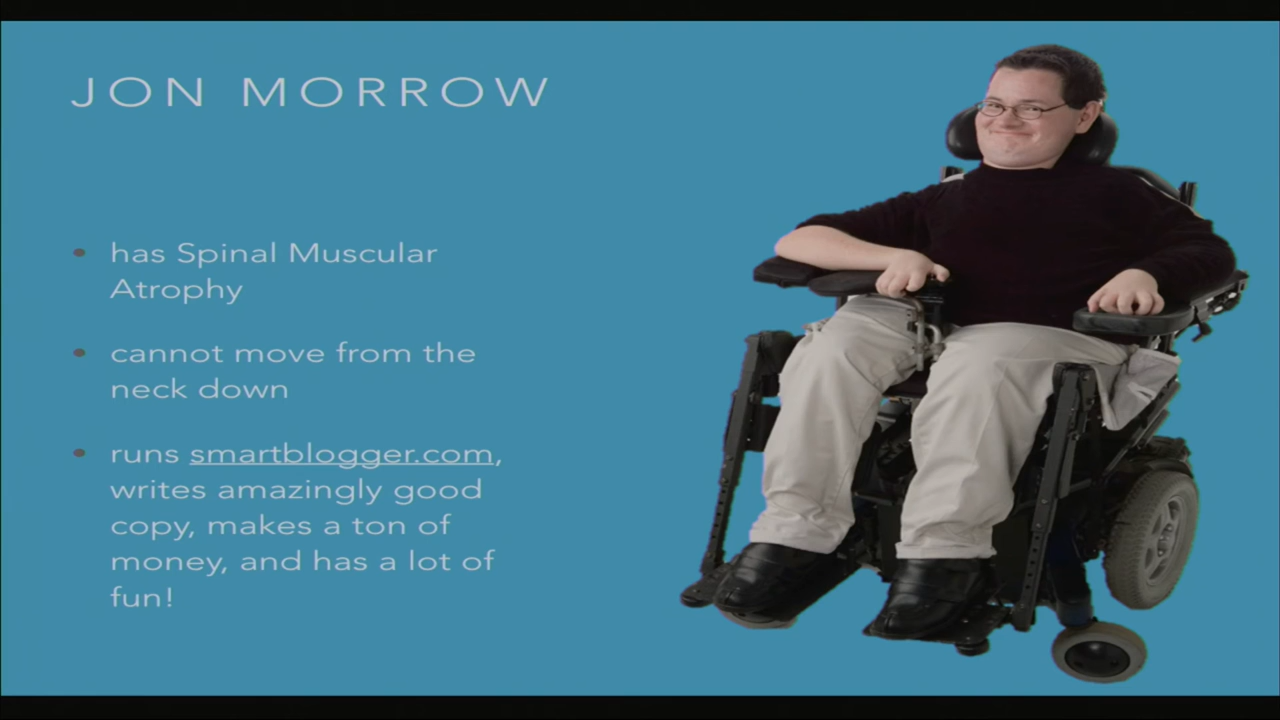 JON MORROW
• has Spinal Muscular
Atrophy
• cannot move from the
neck down
• runs smartblogger.com,
writes amazingly good
copy, makes a ton of
money, and has a lot of
fun!